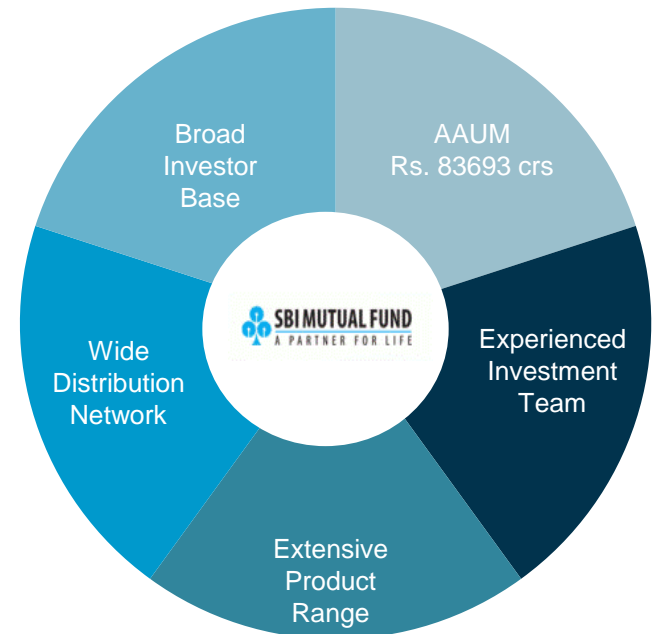 Broad
Investor
Base
AAUM
Rs. 83693 crs
SBI MUTUAL FUND
A PARTNER FOR LIFE
Wide
Distribution
Network
Experienced
Investment
Team
Extensive
Product
Range